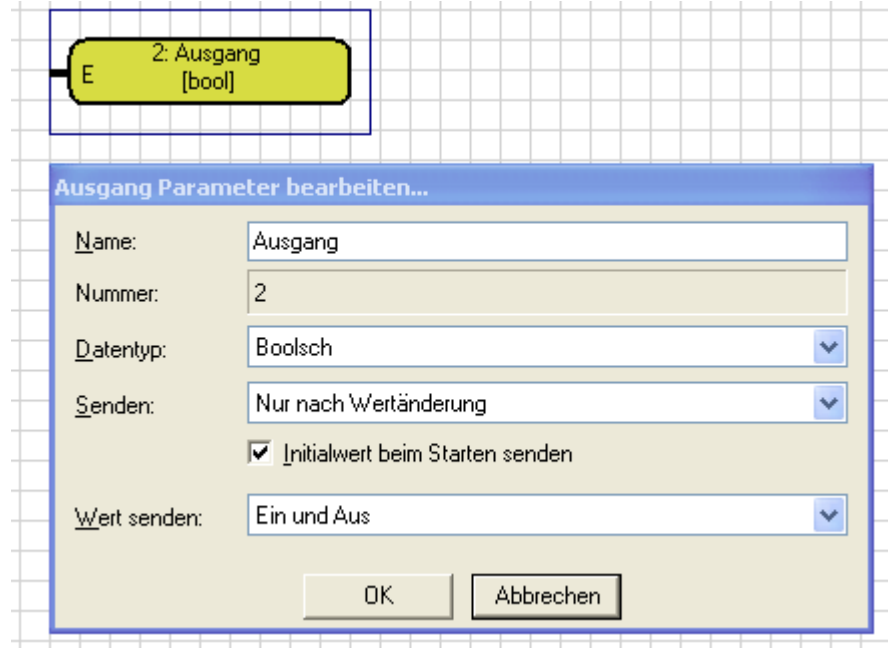 2: Ausgang
E
[bool]
Ausgang Parameter bearbeiten...
Name: Ausgang
Nummer: 2
Datentyp: Boolsch
Senden: Nur nach Wertänderung
Initialwert beim Starten senden
Wert senden: Ein und Aus
OK Abbrechen